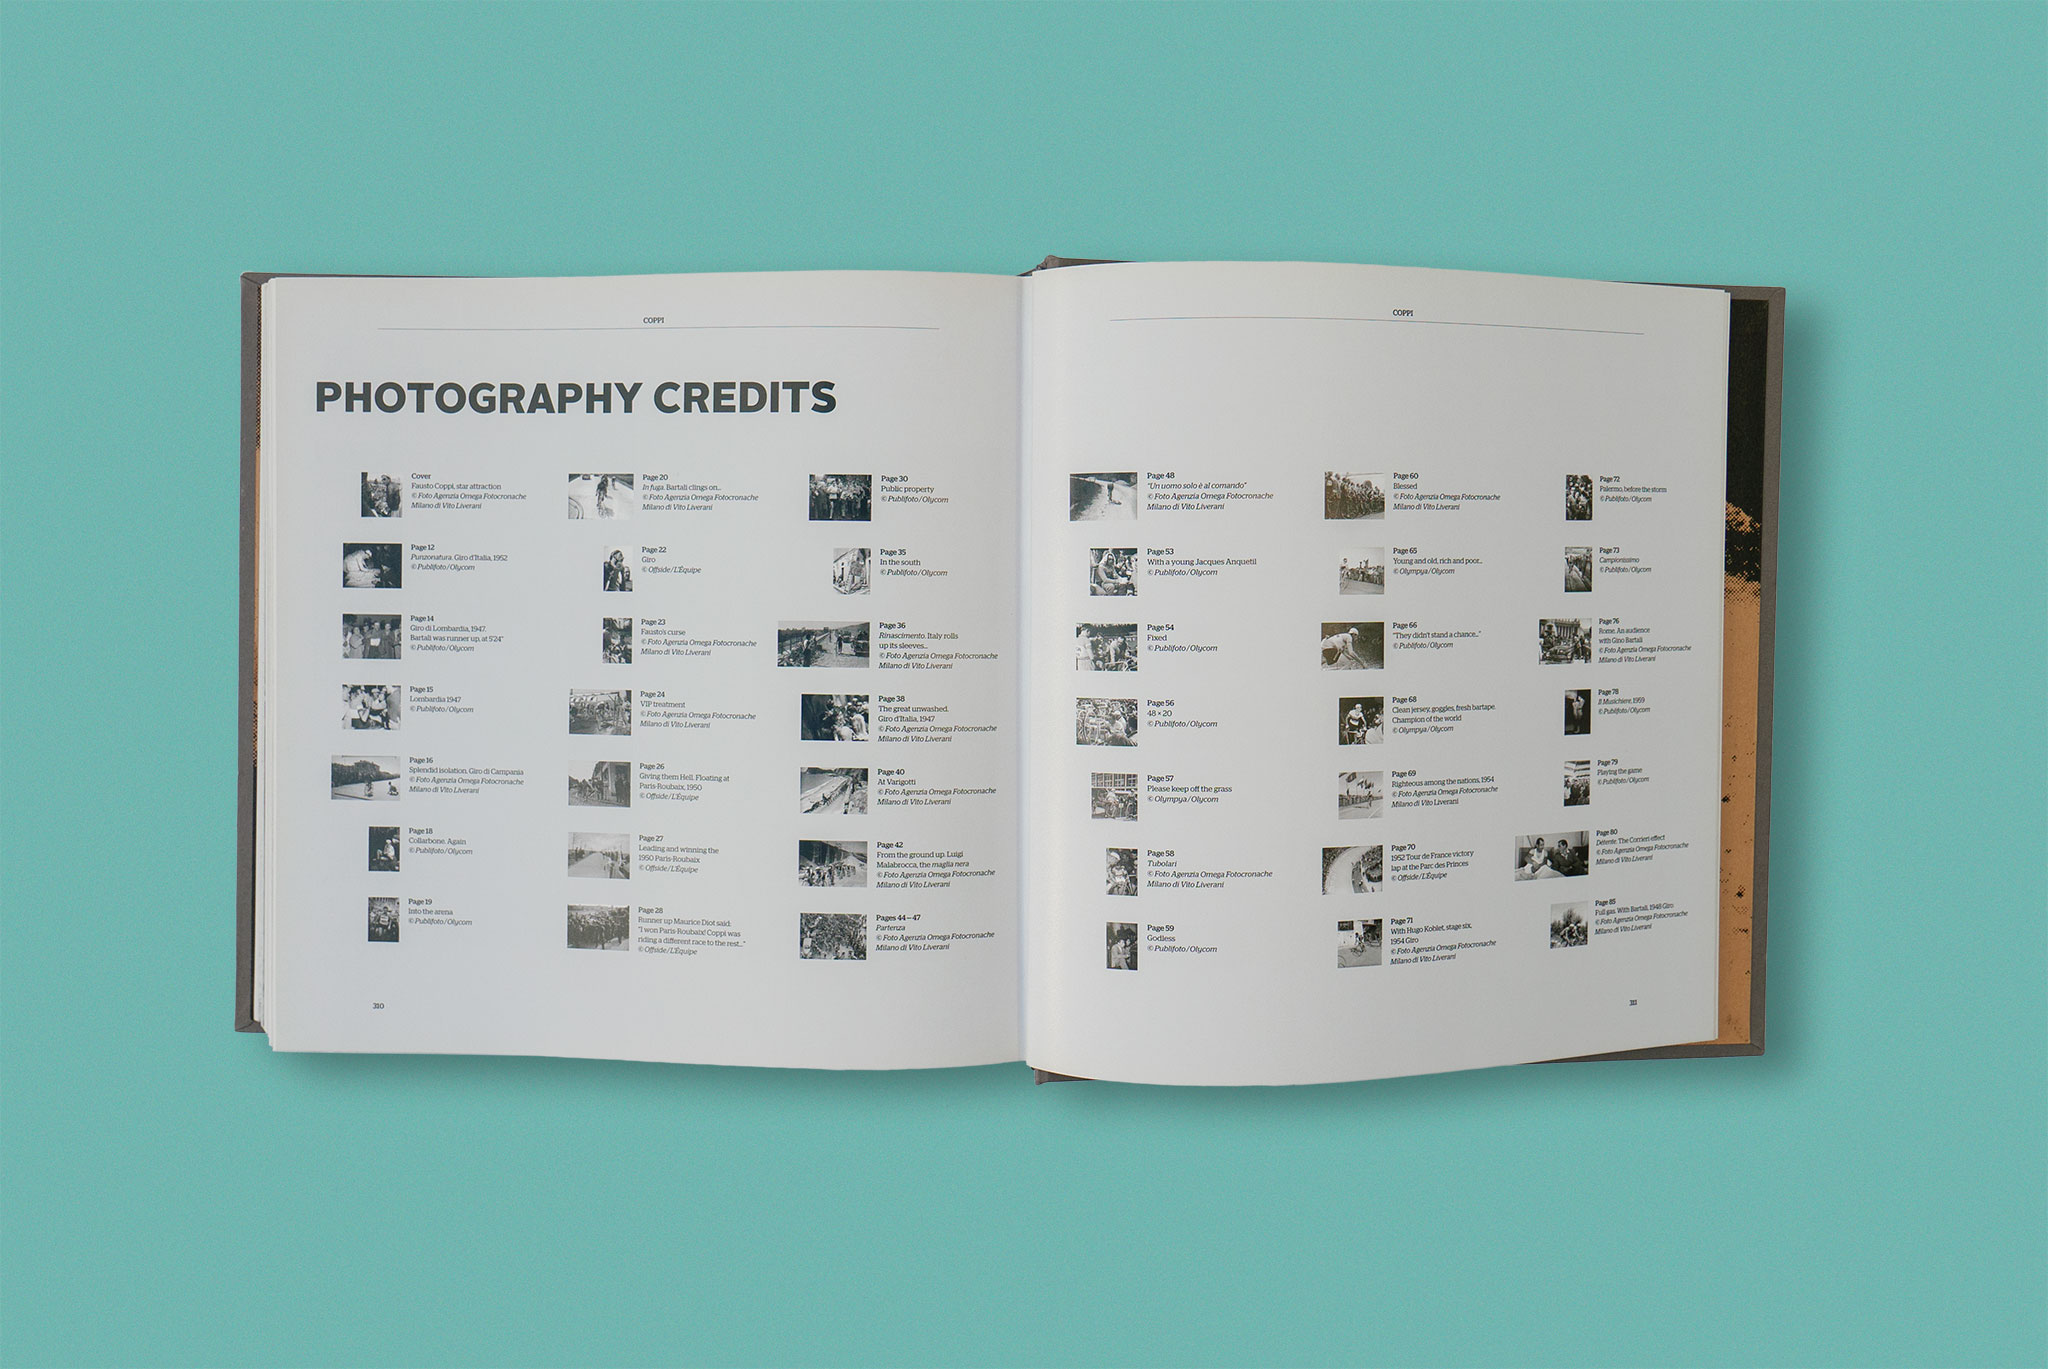 COPPI
PHOTOGRAPHY CREDITS
Cover
Fausto Coppi, star attraction
© Foto Agenzia Omega Fotocronache
Milano di Vito Liverani
Page 12
Punzonatura. Giro d'Italia, 1952
© Publifoto/Olycom
Page 14
Giro di Lombardia, 1947.
Bartali was runner up, at 5'24"
© Publifoto/Olycom
Page 15
Lombardia 1947
© Publifoto/Olycom
Page 16
Splendid isolation. Giro di Campania
© Foto Agenzia Omega Fotocronache
Milano di Vito Liverani
Page 18
Collarbone. Again
© Publifoto/Olycom
Page 19
Into the arena
© Publifoto/Olycom
Page 20
In fuga. Bartali clings on...
© Foto Agenzia Omega Fotocronache
Milano di Vito Liverani
Page 22
Giro
© Offside/L'Équipe
Page 23
Fausto's curse
© Foto Agenzia Omega Fotocronache
Milano di Vito Liverani
Page 24
VIP treatment
© Foto Agenzia Omega Fotocronache
Milano di Vito Liverani
Page 26
Giving them Hell. Floating at
Paris-Roubaix, 1950
© Offside/L'Équipe
Page 27
Leading and winning the
1950 Paris-Roubaix
© Offside/L'Équipe
Page 28
Runner up Maurice Diot said:
"I won Paris-Roubaix! Coppi was
riding a different race to the rest..."
© Offside/L'Équipe
Page 30
Public property
© Publifoto/Olycom
Page 35
In the south
© Publifoto/Olycom
Page 36
Rinascimento. Italy rolls
up its sleeves...
© Foto Agenzia Omega Fotocronache
Milano di Vito Liverani
Page 38
The great unwashed.
Giro d'Italia, 1947
© Foto Agenzia Omega Fotocronache
Milano di Vito Liverani
Page 40
At Varigotti
© Foto Agenzia Omega Fotocronache
Milano di Vito Liverani
Page 42
From the ground up. Luigi
Malabrocca, the maglia nera
© Foto Agenzia Omega Fotocronache
Milano di Vito Liverani
Pages 44 – 47
Partenza
© Foto Agenzia Omega Fotocronache
Milano di Vito Liverani
310
COPPI
Page 48
"Un uomo solo è al comando"
© Foto Agenzia Omega Fotocronache
Milano di Vito Liverani
Page 53
With a young Jacques Anquetil
© Publifoto/Olycom
Page 54
Fixed
© Publifoto/Olycom
Page 56
48 × 20
© Publifoto/Olycom
Page 57
Please keep off the grass
© Olympya/Olycom
Page 58
Tubolari
© Foto Agenzia Omega Fotocronache
Milano di Vito Liverani
Page 59
Godless
© Publifoto/Olycom
Page 60
Blessed
© Foto Agenzia Omega Fotocronache
Milano di Vito Liverani
Page 65
Young and old, rich and poor...
© Olympya/Olycom
Page 66
"They didn't stand a chance..."
© Publifoto/Olycom
Page 68
Clean jersey, goggles, fresh bartape.
Champion of the world
© Olympya/Olycom
Page 69
Righteous among the nations, 1954
© Foto Agenzia Omega Fotocronache
Milano di Vito Liverani
Page 70
1952 Tour de France victory
lap at the Parc des Princes
© Offside/L'Équipe
Page 71
With Hugo Koblet, stage six,
1954 Giro
© Foto Agenzia Omega Fotocronache
Milano di Vito Liverani
Page 72
Palermo, before the storm
© Publifoto/Olycom
Page 73
Campionissimo
© Publifoto/Olycom
Page 76
Rome. An audience
with Gino Bartali
© Foto Agenzia Omega Fotocronache
Milano di Vito Liverani
Page 78
Il Musichiere, 1959
© Publifoto/Olycom
Page 79
Playing the game
© Publifoto/Olycom
Page 80
Détente. The Corrieri effect
© Foto Agenzia Omega Fotocronache
Milano di Vito Liverani
Page 85
Full gas. With Bartali, 1948 Giro
© Foto Agenzia Omega Fotocronache
Milano di Vito Liverani
311